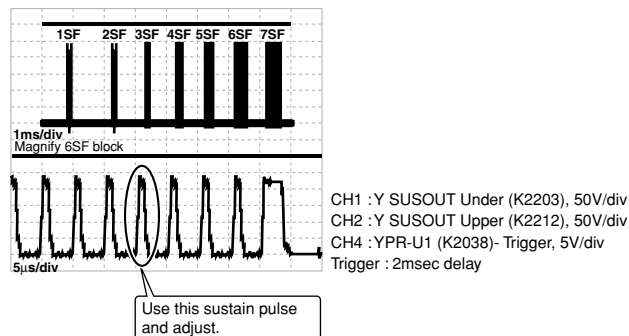 1SF 2SF 3SF 4SF 5SF 6SF 7SF
1ms/div
Magnify 6SF block
5μs/div
Use this sustain pulse
and adjust.
CH1 : Y SUSOUT Under (K2203), 50V/div
CH2 : Y SUSOUT Upper (K2212), 50V/div
CH4 : YPR-U1 (K2038)- Trigger, 5V/div
Trigger : 2msec delay